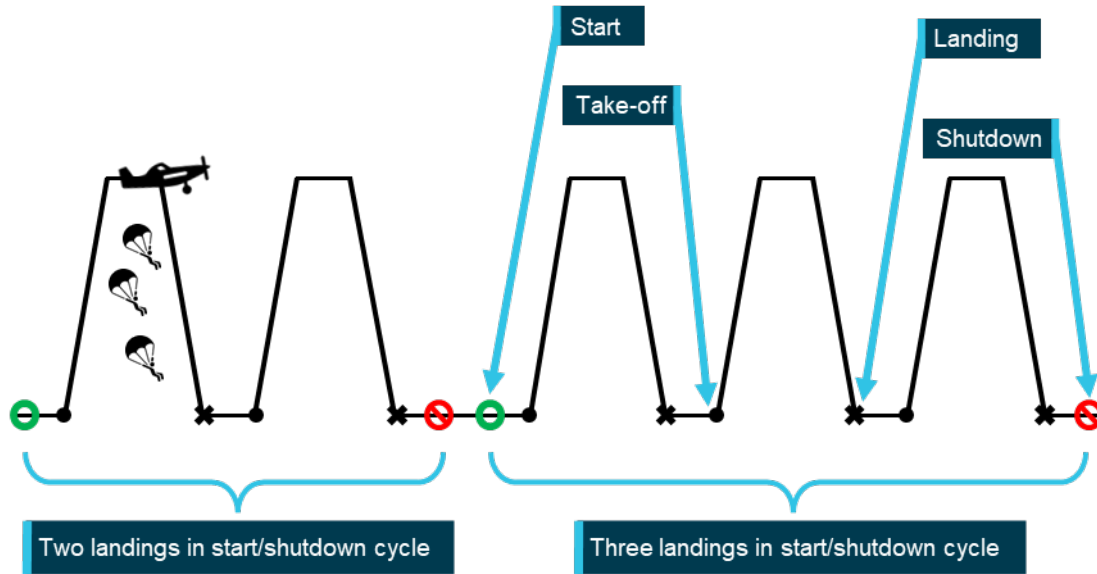 Start
Landing
Take-off
Shutdown
Two landings in start/shutdown cycle
Three landings in start/shutdown cycle